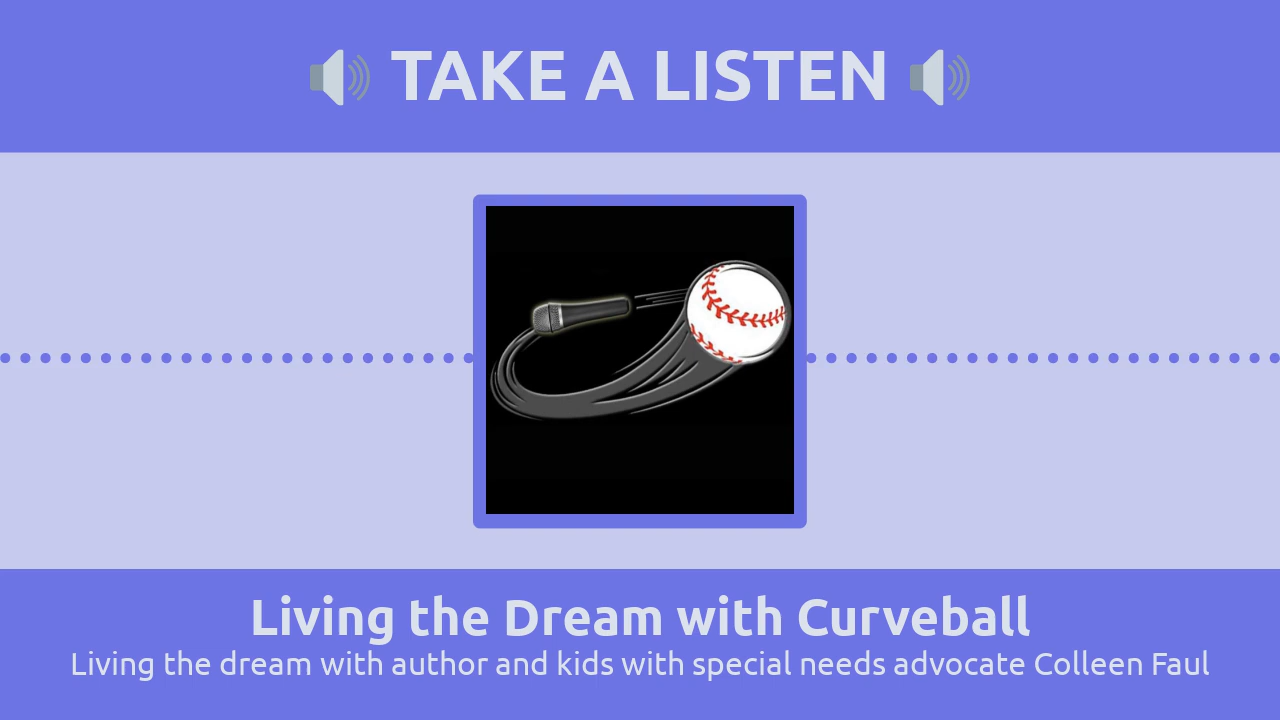 TAKE A LISTEN
Living the Dream with Curveball
Living the dream with author and kids with special needs advocate Colleen Faul